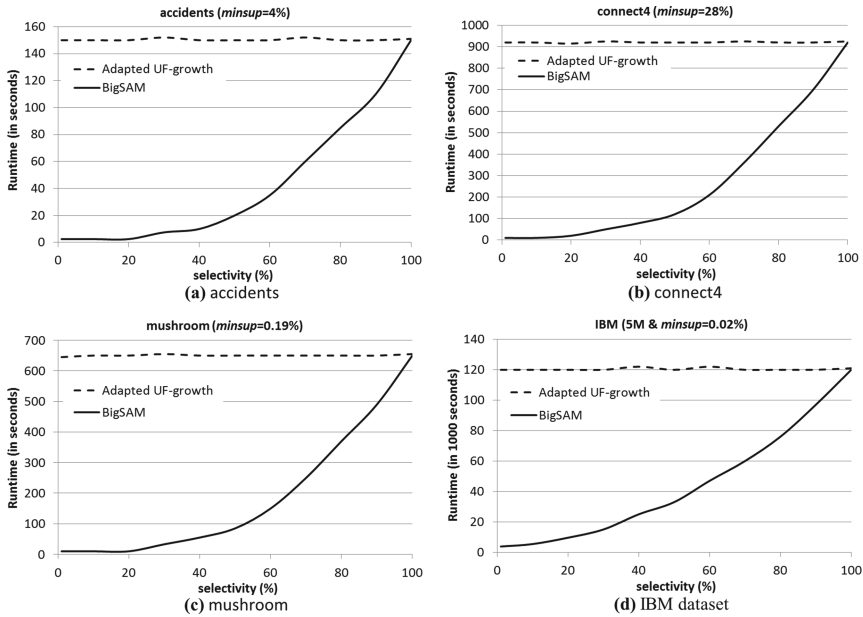 accidents (minsup=4%)
Runtime (in seconds)
160
140
120
100
80
60
40
20
0
Adapted UF-growth
BigSAM
0 20 40 60 80 100
selectivity (%)
(a) accidents
connect4 (minsup=28%)
Runtime (in seconds)
1000
900
800
700
600
500
400
300
200
100
0
Adapted UF-growth
BigSAM
0 20 40 60 80 100
selectivity (%)
(b) connect4
mushroom (minsup=0.19%)
Runtime (in seconds)
700
600
500
400
300
200
100
0
Adapted UF-growth
BigSAM
0 20 40 60 80 100
selectivity (%)
(c) mushroom
IBM (5M & minsup=0.02%)
Runtime (in 1000 seconds)
140
120
100
80
60
40
20
0
Adapted UF-growth
BigSAM
0 20 40 60 80 100
selectivity (%)
(d) IBM dataset